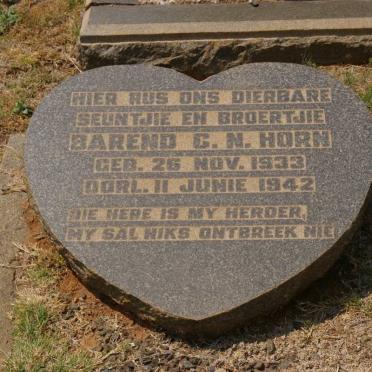 HIER RUS ONS DIERBARE
SEUNTJIE EN BROERTJIE
BAREND C. N. HORN
GEB. 26 NOV. 1933
OORL. 11 JUNIE 1942
DIE HERE IS MY HERDER,
MY SAL NIKS ONTBREEK NIE